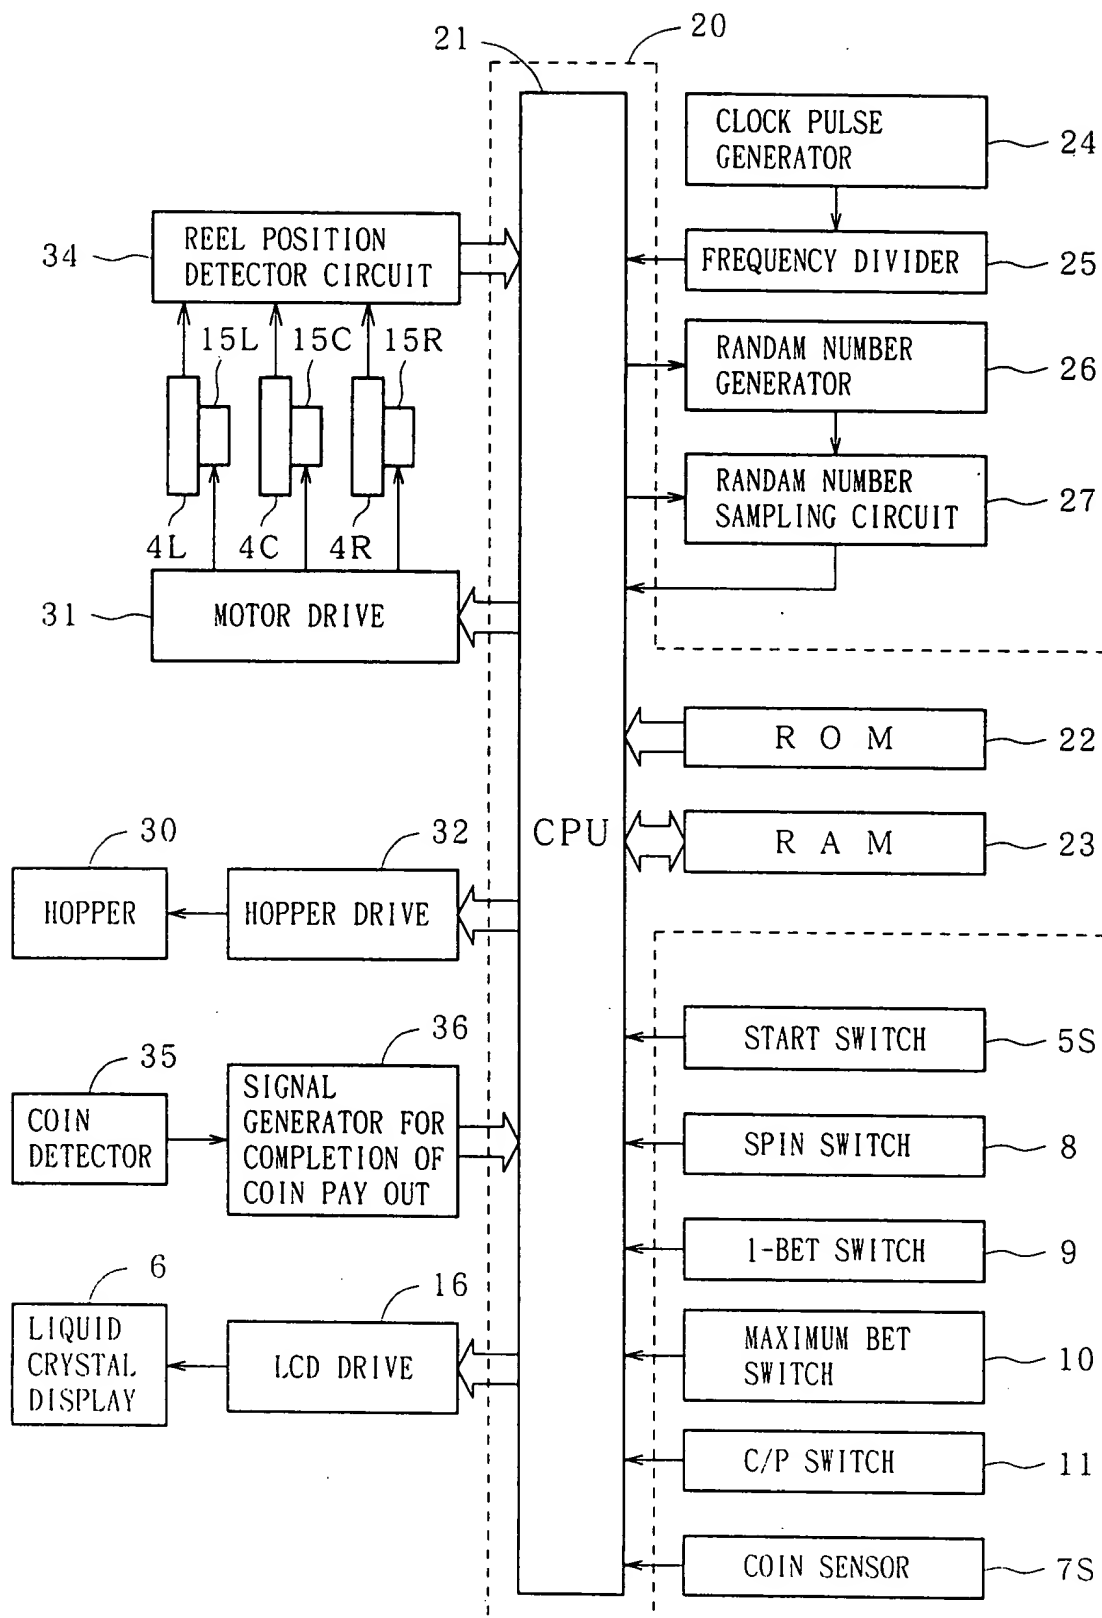 21
20
CLOCK PULSE
GENERATOR
24
REEL POSITION
DETECTOR CIRCUIT
34
FREQUENCY DIVIDER
25
15L
15C
15R
RANDAM NUMBER
GENERATOR
26
RANDAM NUMBER
SAMPLING CIRCUIT
27
4L
4C
4R
31
MOTOR DRIVE
ROM
22
CPU
RAM
23
30
32
HOPPER
HOPPER DRIVE
START SWITCH
5S
35
36
COIN
DETECTOR
SIGNAL
GENERATOR FOR
COMPLETION OF
COIN PAY OUT
SPIN SWITCH
8
1-BET SWITCH
9
6
16
LIQUID
CRYSTAL
DISPLAY
LCD DRIVE
MAXIMUM BET
SWITCH
10
C/P SWITCH
11
COIN SENSOR
7S